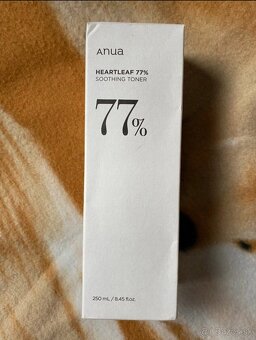 Anua
HEARTLEAF 77%
SOOTHING TONER
77%
250 mL / 8.45 fl.oz.